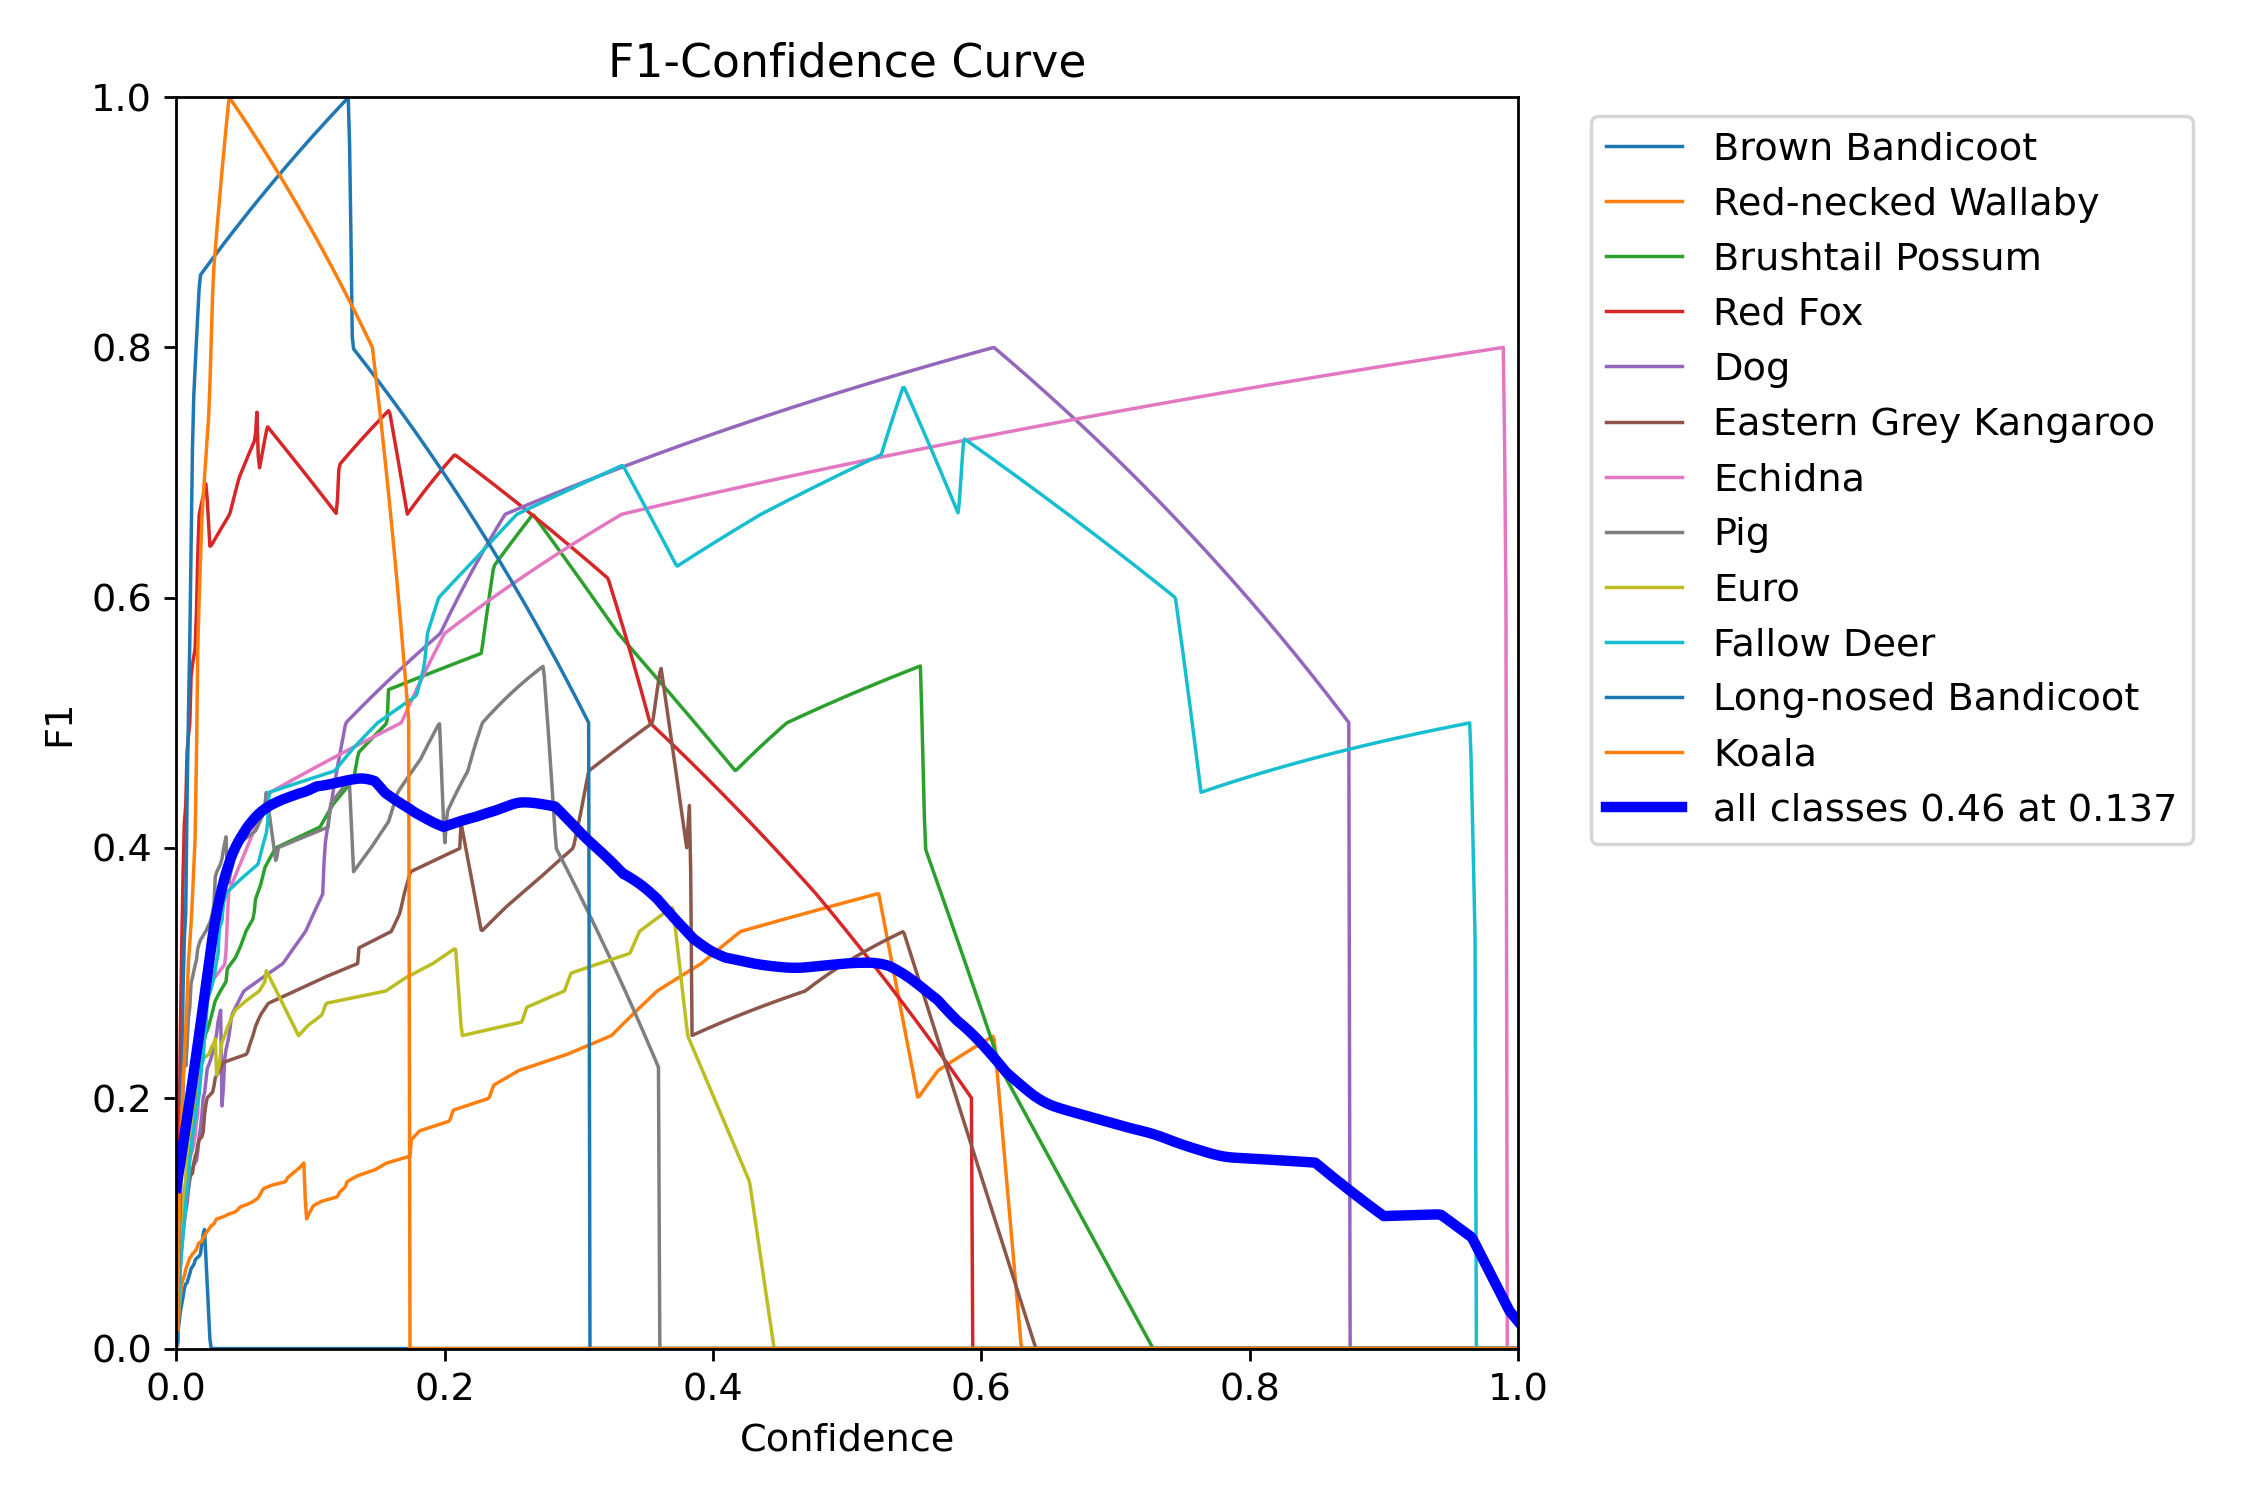 F1-Confidence Curve
1.0
0.8
0.6
0.4
0.2
0.0
F1
0.0 0.2 0.4 0.6 0.8 1.0
Confidence
Brown Bandicoot
Red-necked Wallaby
Brushtail Possum
Red Fox
Dog
Eastern Grey Kangaroo
Echidna
Pig
Euro
Fallow Deer
Long-nosed Bandicoot
Koala
all classes 0.46 at 0.137